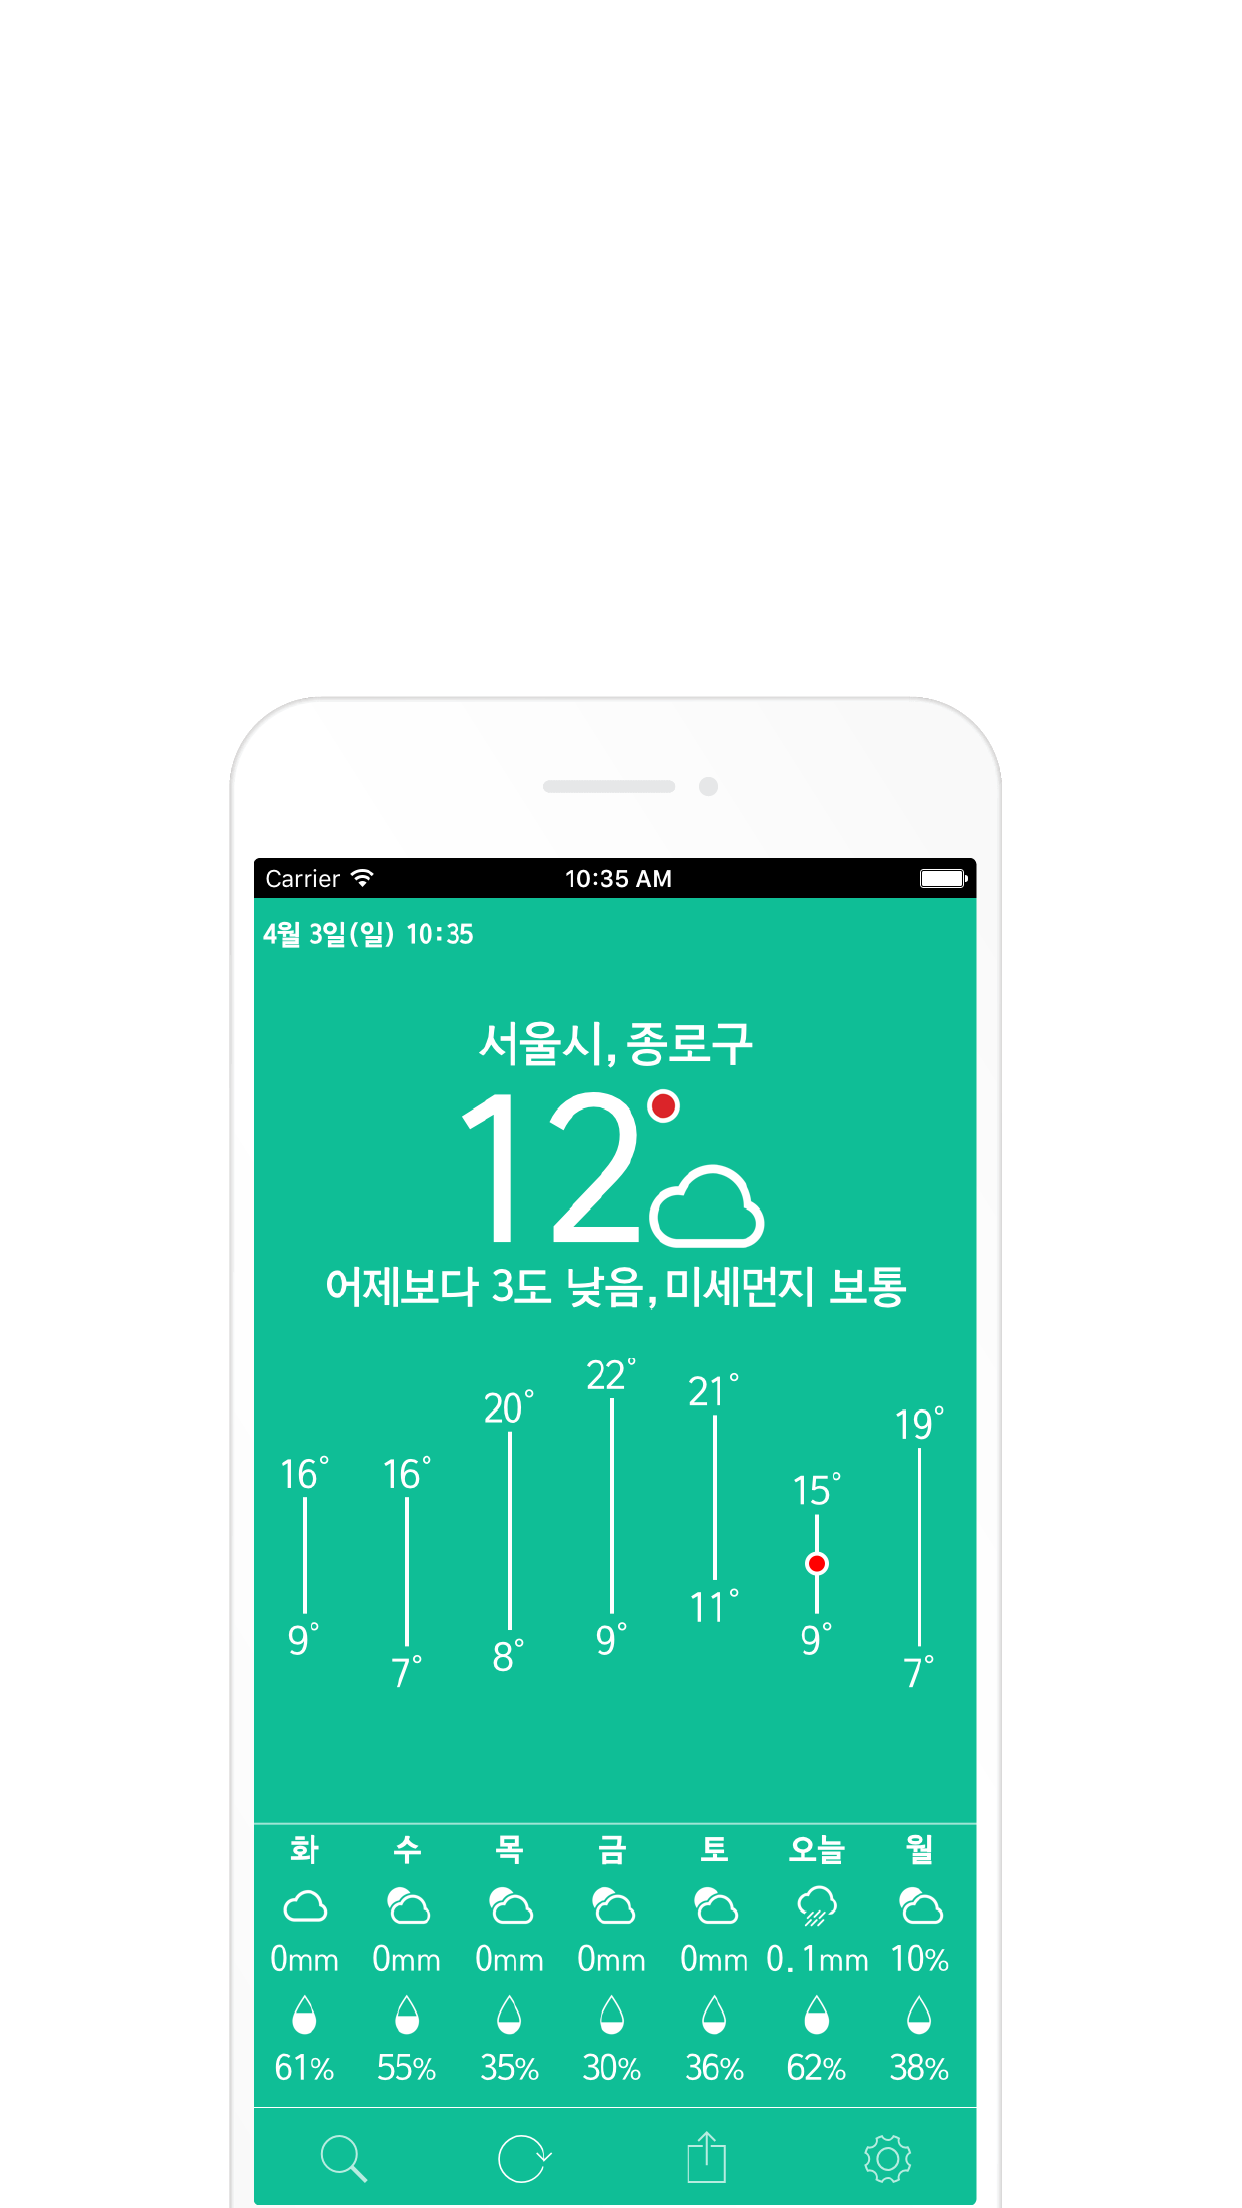 Carrier 10:35 AM
4월 3일(일) 10:35
서울시, 종로구
12°
어제보다 3도 낮음, 미세먼지 보통
16° 16° 20° 22° 21° 15° 19°
9° 7° 8° 9° 11° 9° 7°
화 수 목 금 토 오늘 월
0mm 0mm 0mm 0mm 0mm 0.1mm 10%
61% 55% 35% 30% 36% 62% 38%